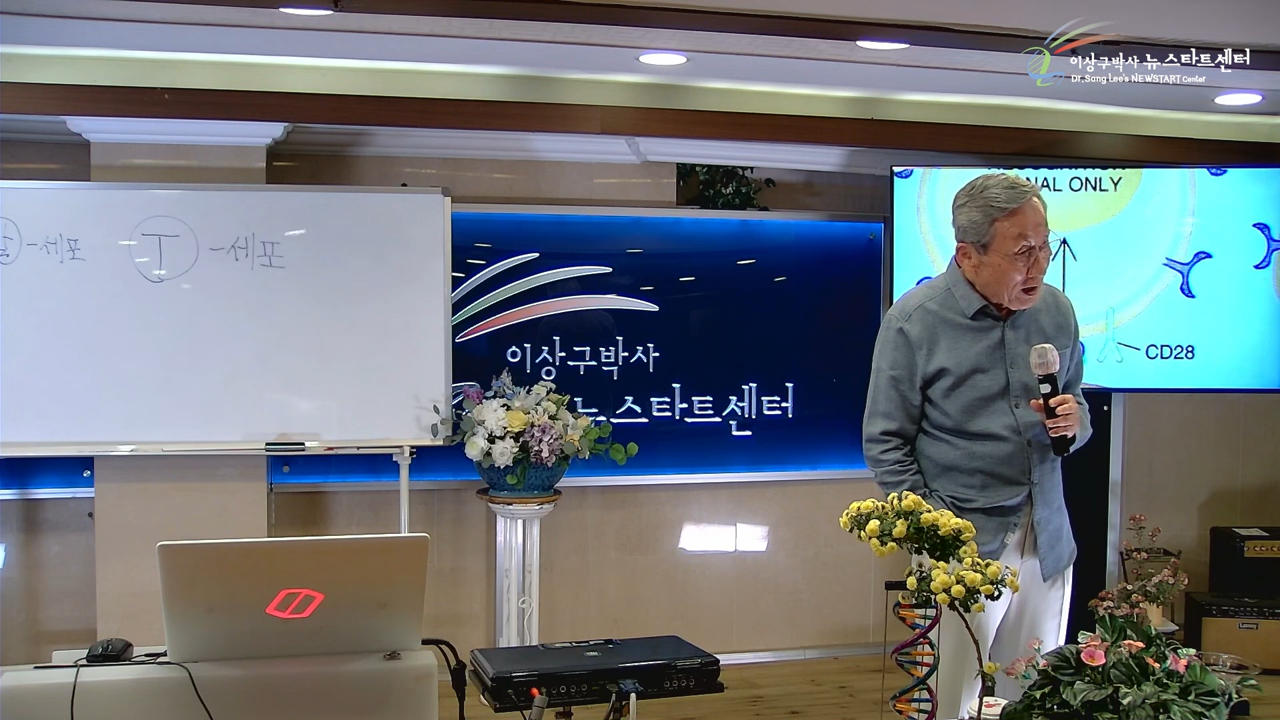 이상구박사 뉴스타트센터
Dr. Sang Lee's NEWSTART Center
-세포 T -세포
NAL ONLY
CD28
이상구박사
뉴스타트센터
Laney